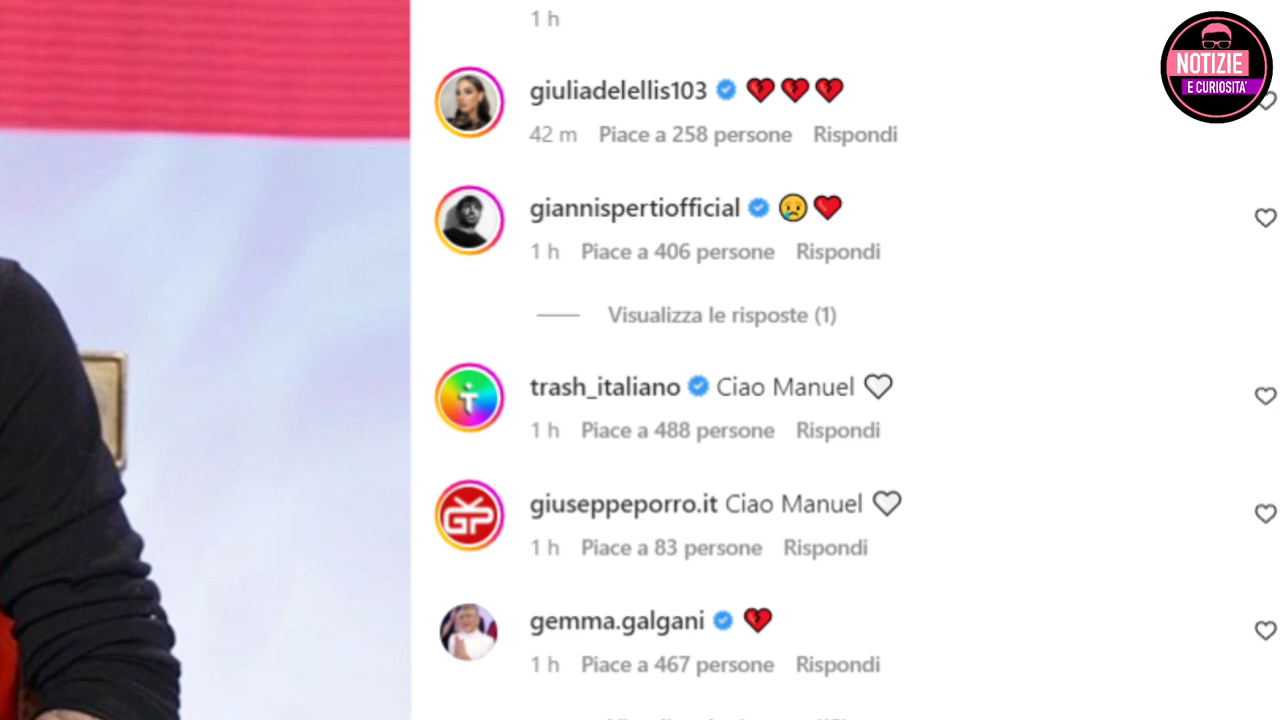 1 h
NOTIZIE
E CURIOSITA'
giuliadelellis103 💔💔💔
42 m Piace a 258 persone Rispondi
giannispertiofficial 😢❤️
1 h Piace a 406 persone Rispondi
Visualizza le risposte (1)
trash_italiano Ciao Manuel 🤍
1 h Piace a 488 persone Rispondi
GP
giuseppeporro.it Ciao Manuel 🤍
1 h Piace a 83 persone Rispondi
gemma.galgani 💔
1 h Piace a 467 persone Rispondi